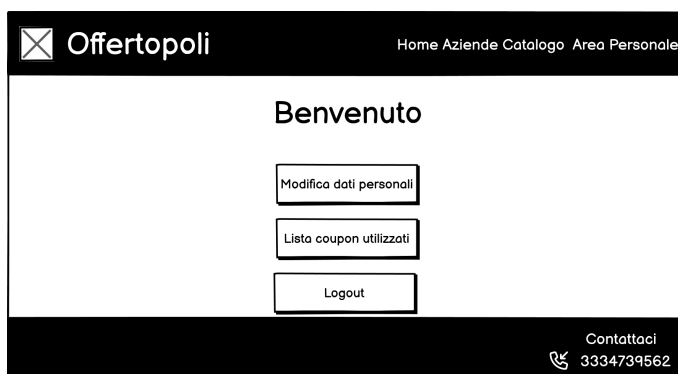 Offertopoli
Home Aziende Catalogo Area Personale
Benvenuto
Modifica dati personali
Lista coupon utilizzati
Logout
Contattaci
3334739562